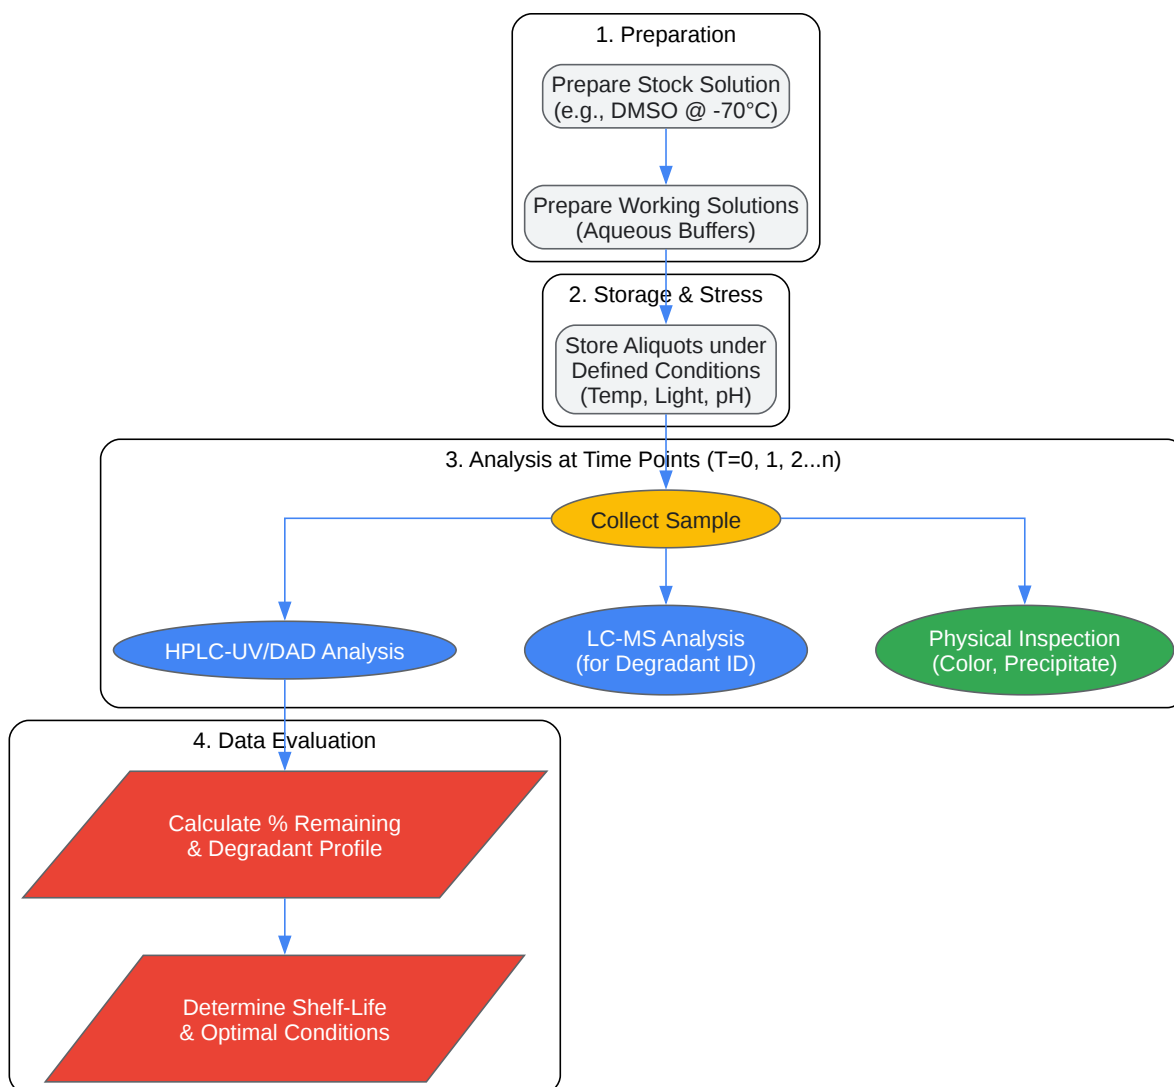 1. Preparation
Prepare Stock Solution
(e.g., DMSO @ -70°C)
Prepare Working Solutions
(Aqueous Buffers)
2. Storage & Stress
Store Aliquots under
Defined Conditions
(Temp, Light, pH)
3. Analysis at Time Points (T=0, 1, 2...n)
Collect Sample
HPLC-UV/DAD Analysis
LC-MS Analysis
(for Degradant ID)
Physical Inspection
(Color, Precipitate)
4. Data Evaluation
Calculate % Remaining
& Degradant Profile
Determine Shelf-Life
& Optimal Conditions